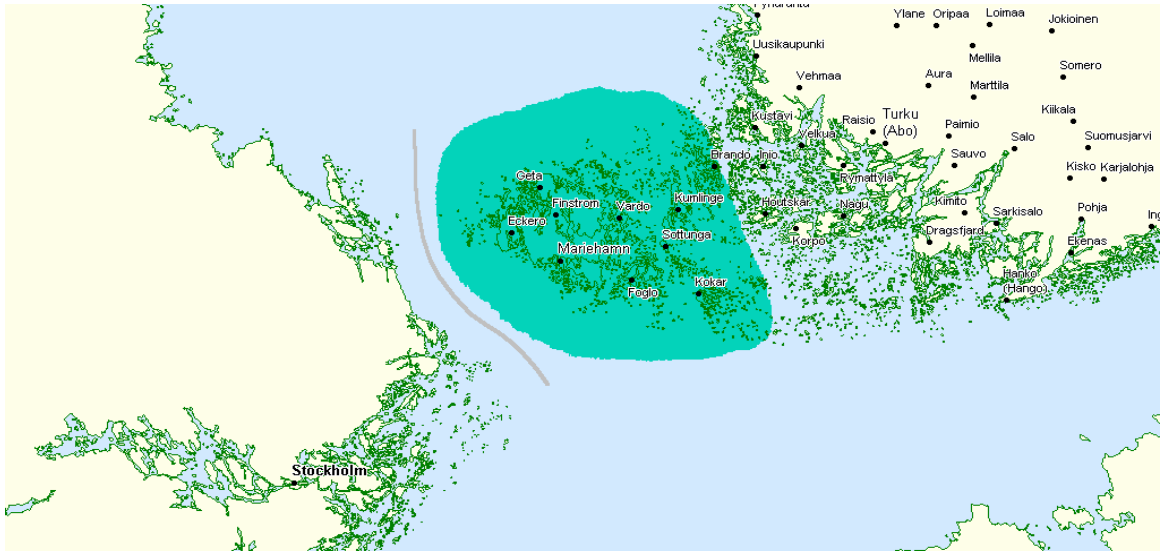 Ylane
Oripaa
Loimaa
Jokioinen
Uusikaupunki
Mellila
Somero
Vehmaa
Aura
Marttila
Kiikala
Kustavi
Raisio
Turku
(Abo)
Paimio
Salo
Suomusjarvi
Velkua
Brando
Inio
Rymattyla
Sauvo
Kisko
Karjalohja
Geta
Finstrom
Vardo
Kumlinge
Houtskar
Nagu
Kimito
Sarkisalo
Pohja
Eckero
Sottunga
Korpo
Dragsfjard
Ekenas
Mariehamn
Foglo
Kokar
Hanko
(Hango)
Stockholm